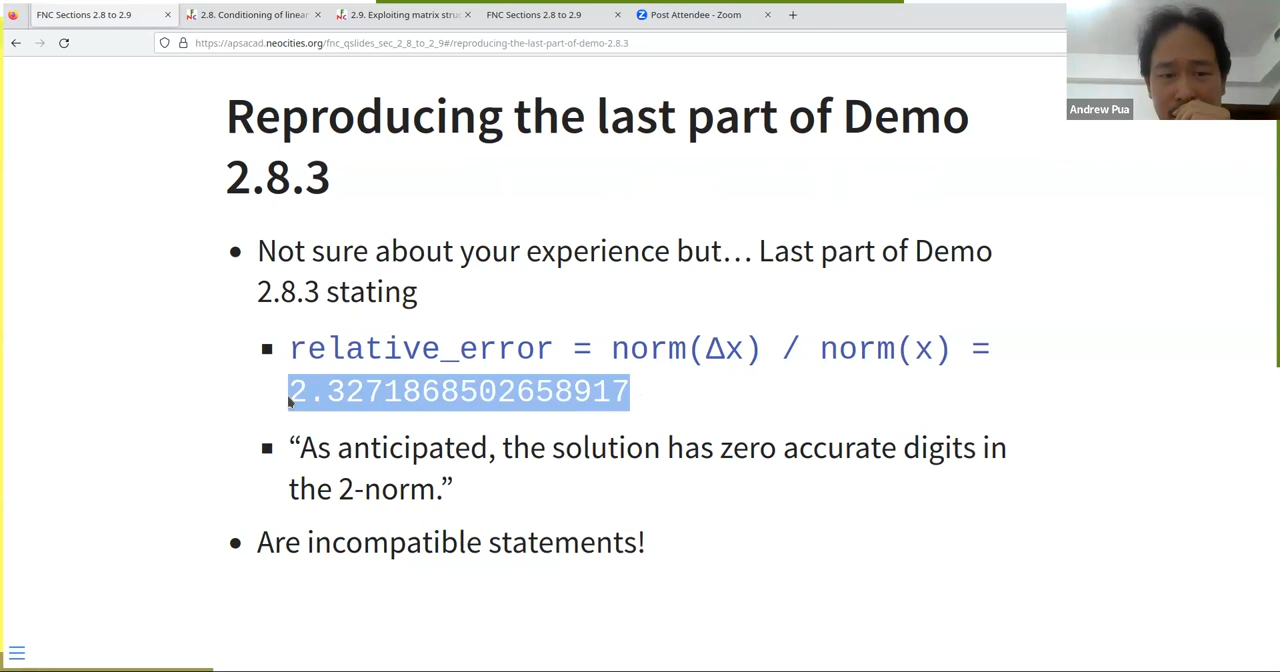 FNC Sections 2.8 to 2.9
2.8. Conditioning of linear
2.9. Exploiting matrix struc
FNC Sections 2.8 to 2.9
Post Attendee - Zoom
https://apsacad.neocities.org/fnc_qslides_sec_2_8_to_2_9#/reproducing-the-last-part-of-demo-2.8.3
Andrew Pua
Reproducing the last part of Demo
2.8.3
• Not sure about your experience but… Last part of Demo
2.8.3 stating
▪ relative_error = norm(Δx) / norm(x) =
2.3271868502658917
▪ “As anticipated, the solution has zero accurate digits in
the 2-norm.”
• Are incompatible statements!